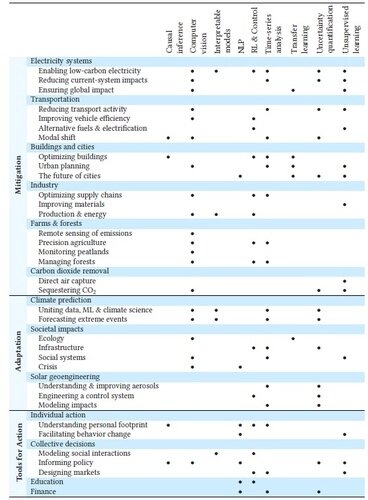 Causal inference
Computer vision
Interpretable models
NLP
RL & Control
Time-series analysis
Transfer learning
Uncertainty quantification
Unsupervised learning
Mitigation
Electricity systems
Enabling low-carbon electricity • • • • • •
Reducing current-system impacts • • • •
Ensuring global impact • • •
Transportation
Reducing transport activity • • • •
Improving vehicle efficiency • •
Alternative fuels & electrification • •
Modal shift • • • •
Buildings and cities
Optimizing buildings • • • •
Urban planning • • • •
The future of cities • • • •
Industry
Optimizing supply chains • • •
Improving materials •
Production & energy • • •
Farms & forests
Remote sensing of emissions •
Precision agriculture • • •
Monitoring peatlands •
Managing forests • • •
Carbon dioxide removal
Direct air capture •
Sequestering CO₂ • • •
Adaptation
Climate prediction
Uniting data, ML & climate science • • • •
Forecasting extreme events • • • •
Societal impacts
Ecology • •
Infrastructure • • •
Social systems • • •
Crisis • •
Solar geoengineering
Understanding & improving aerosols • •
Engineering a control system • •
Modeling impacts • •
Tools for Action
Individual action
Understanding personal footprint • • • •
Facilitating behavior change • •
Collective decisions
Modeling social interactions • •
Informing policy • • • • •
Designing markets • • •
Education • •
Finance • • •